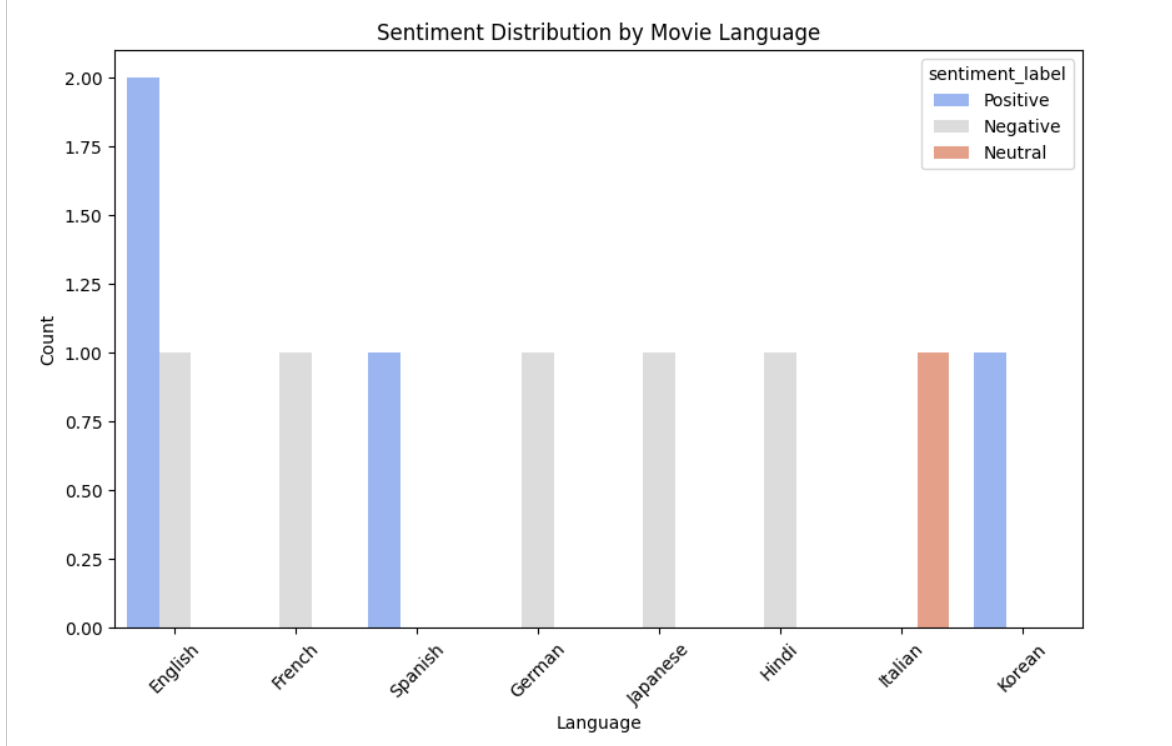 Sentiment Distribution by Movie Language
sentiment_label
Positive
Negative
Neutral
2.00
1.75
1.50
1.25
1.00
0.75
0.50
0.25
0.00
Count
English French Spanish German Japanese Hindi Italian Korean
Language